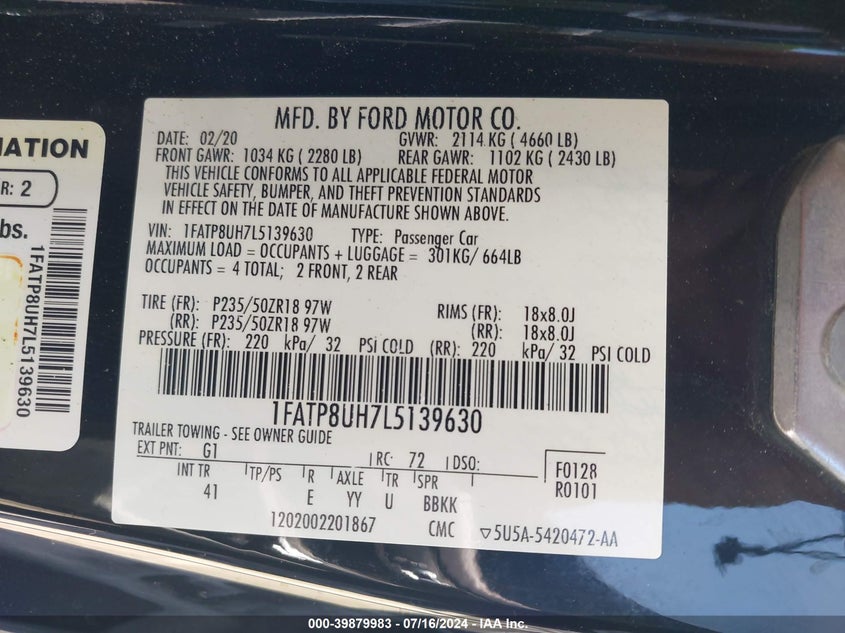 MATION
R: 2
bs.
1FATP8UH7L5139630
MFD. BY FORD MOTOR CO.
DATE: 02/20 GVWR: 2114 KG ( 4660 LB)
FRONT GAWR: 1034 KG ( 2280 LB) REAR GAWR: 1102 KG ( 2430 LB)
THIS VEHICLE CONFORMS TO ALL APPLICABLE FEDERAL MOTOR
VEHICLE SAFETY, BUMPER, AND THEFT PREVENTION STANDARDS
IN EFFECT ON THE DATE OF MANUFACTURE SHOWN ABOVE.
VIN: 1FATP8UH7L5139630 TYPE: Passenger Car
MAXIMUM LOAD = OCCUPANTS + LUGGAGE = 301KG/ 664LB
OCCUPANTS = 4 TOTAL; 2 FRONT, 2 REAR
TIRE (FR): P235/50ZR18 97W RIMS (FR): 18x8.0J
(RR): P235/50ZR18 97W (RR): 18x8.0J
PRESSURE (FR): 220 kPa/ 32 PSI COLD (RR): 220 kPa/ 32 PSI COLD
1FATP8UH7L5139630
TRAILER TOWING - SEE OWNER GUIDE
EXT PNT: G1 RC: 72 DSO: F0128
INT TR TP/PS R AXLE TR SPR R0101
41 E YY U BBKK
1202002201867 CMC ▽5U5A-5420472-AA
000-39879983 / 07/16/2024 / IAA Inc.